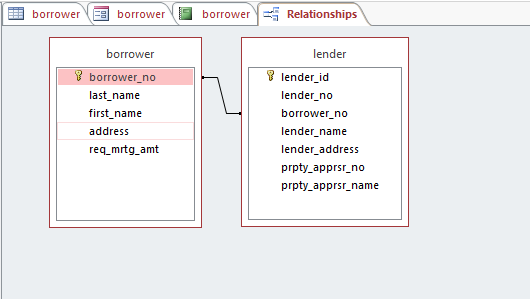 borrower borrower borrower Relationships
borrower
borrower_no
last_name
first_name
address
req_mrtg_amt
lender
lender_id
lender_no
borrower_no
lender_name
lender_address
prpty_apprsr_no
prpty_apprsr_name